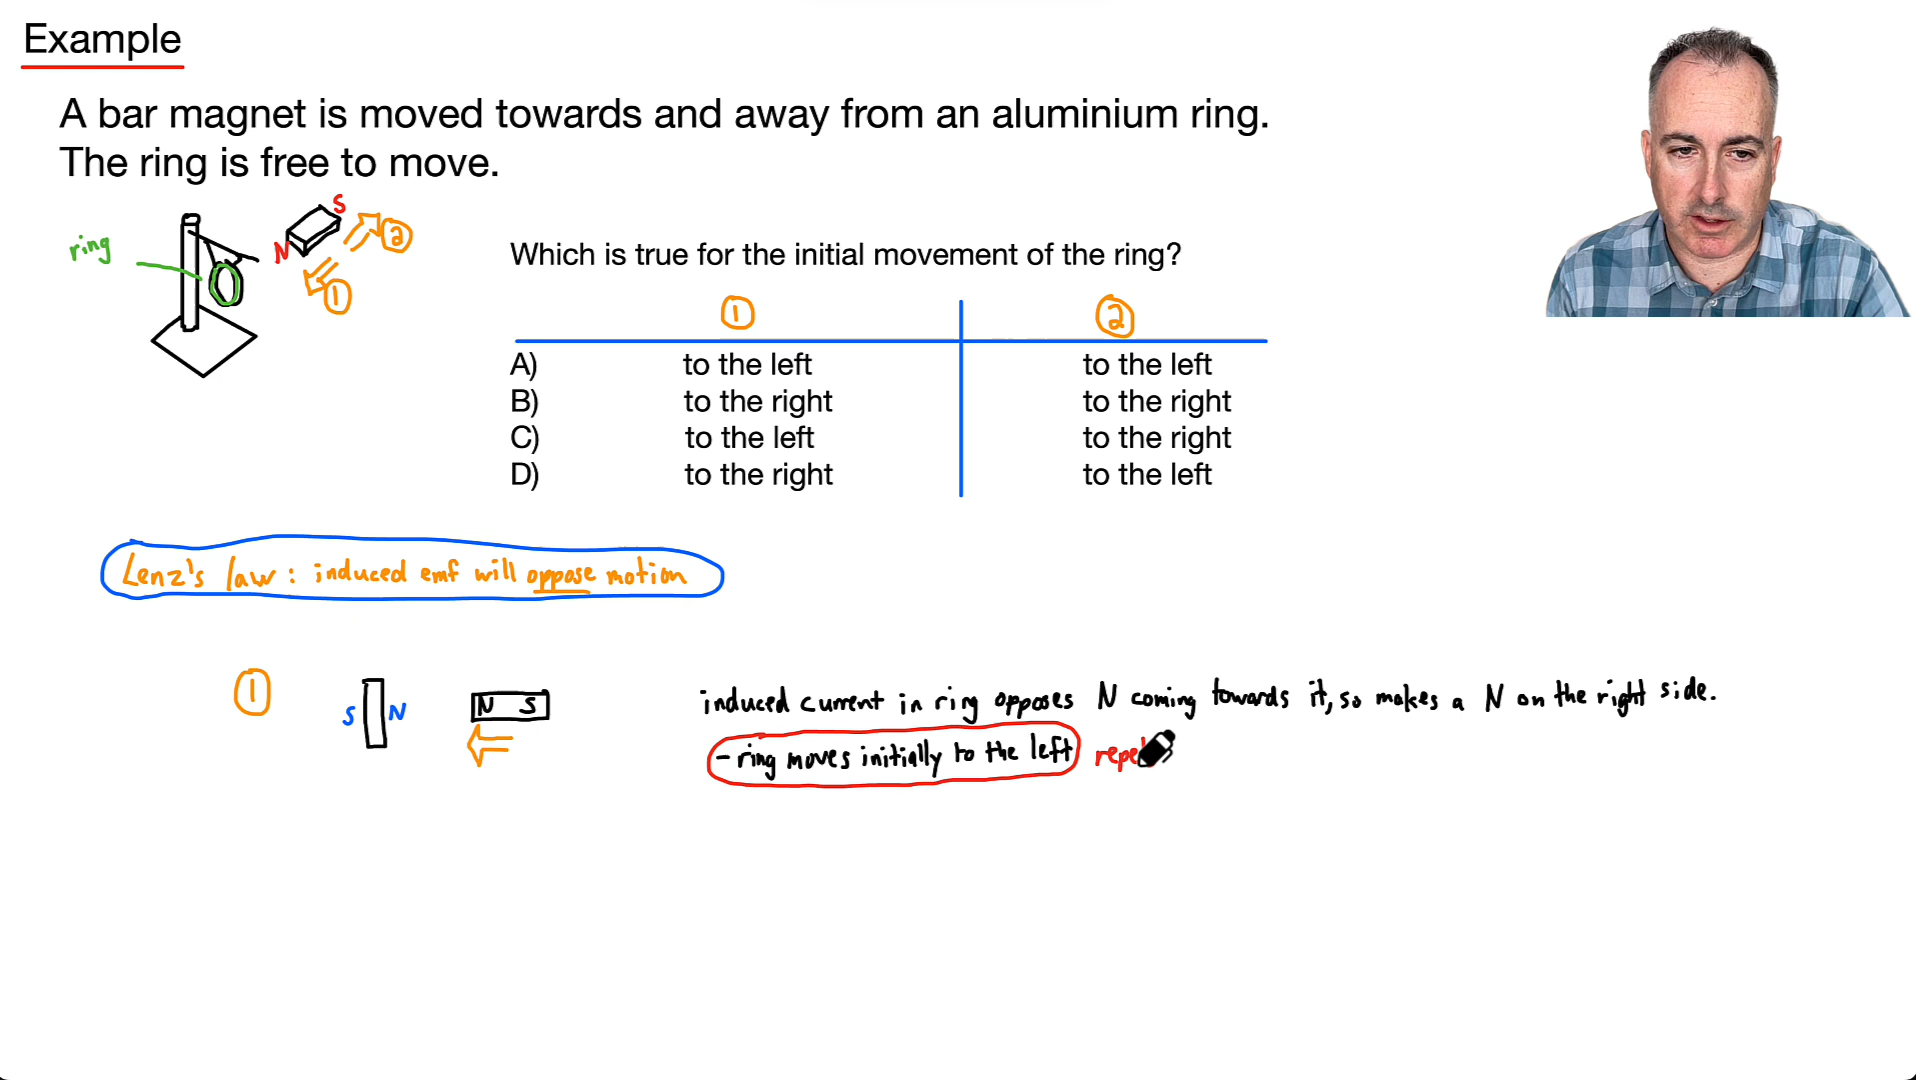 Example
A bar magnet is moved towards and away from an aluminium ring.
The ring is free to move.
ring
N
S
2
1
Which is true for the initial movement of the ring?
1 2
A) to the left to the left
B) to the right to the right
C) to the left to the right
D) to the right to the left
Lenz's law: induced emf will oppose motion
1
S N
N S
induced current in ring opposes N coming towards it, so makes a N on the right side.
- ring moves initially to the left
repe